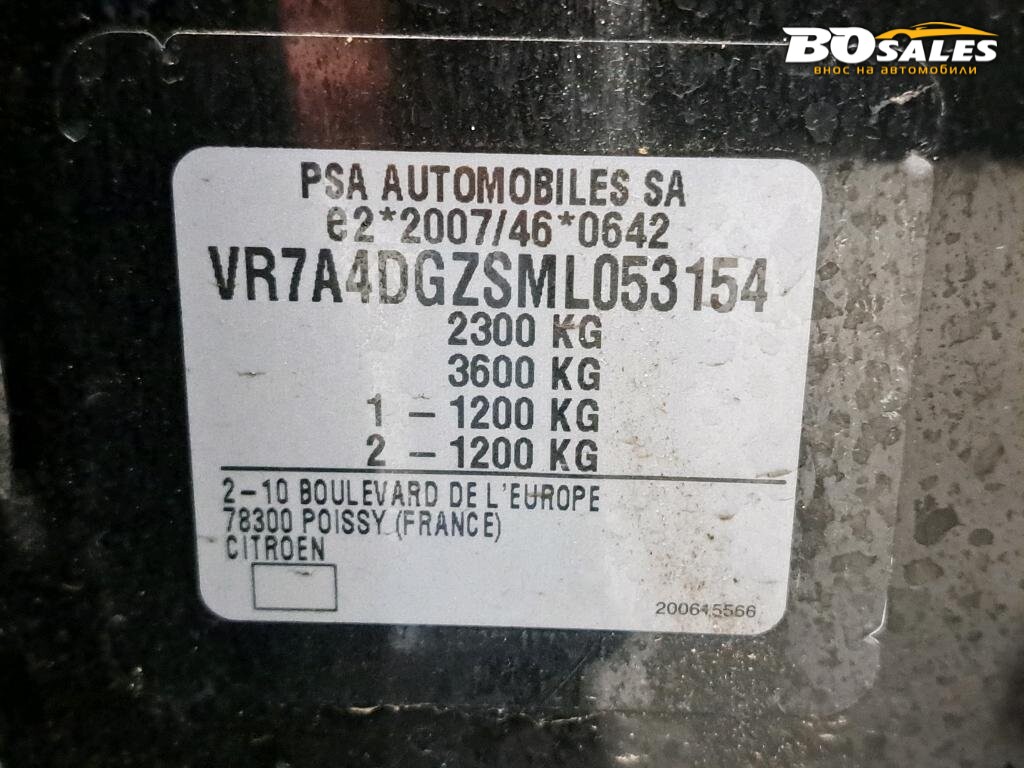 BOSALES
внос на автомобили
PSA AUTOMOBILES SA
e2*2007/46*0642
VR7A4DGZSML053154
2300 KG
3600 KG
1 - 1200 KG
2 - 1200 KG
2-10 BOULEVARD DE L'EUROPE
78300 POISSY (FRANCE)
CITROEN
200615566